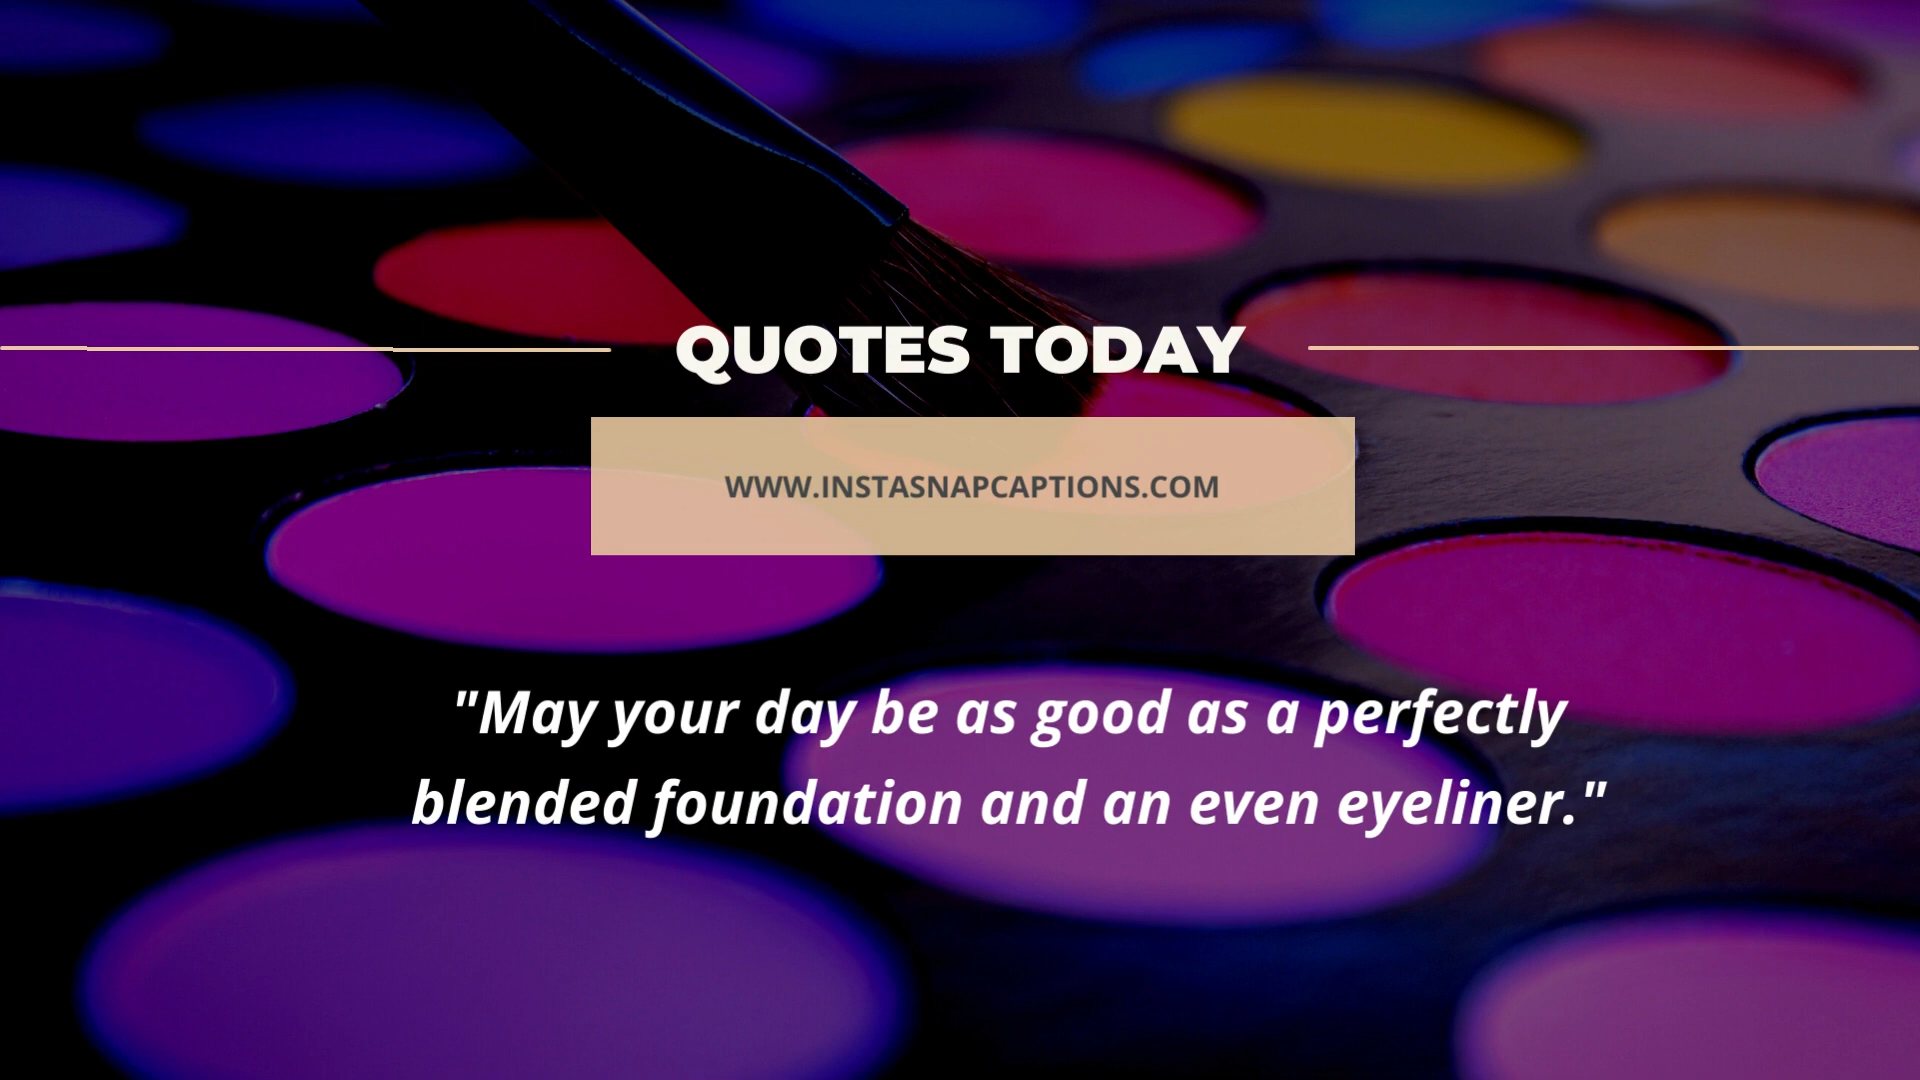 QUOTES TODAY
WWW.INSTASNAPCAPTIONS.COM
"May your day be as good as a perfectly
blended foundation and an even eyeliner."